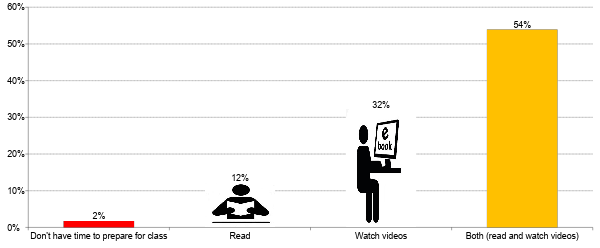 60%
54%
50%
40%
32%
30%
e
book
20%
12%
10%
2%
0%
Don't have time to prepare for class
Read
Watch videos
Both (read and watch videos)